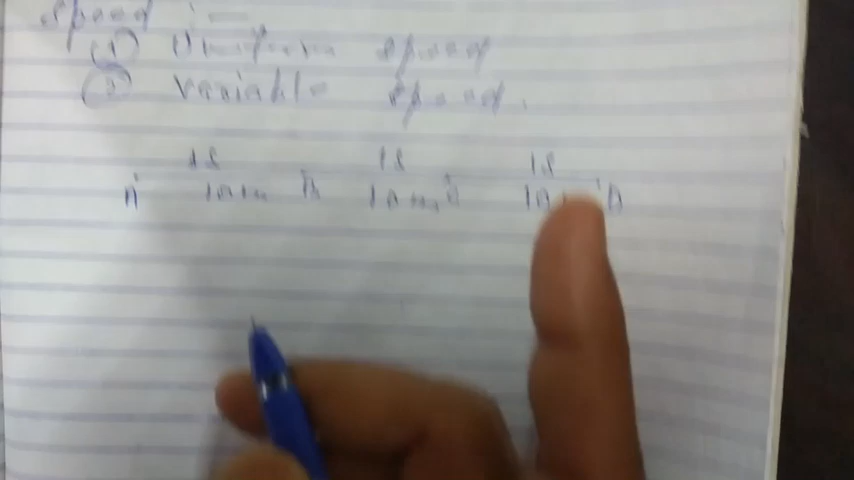 speed :-
(1) Uniform speed
(2) variable speed.
1s 1s 1s
A 10m B 10m 10m D